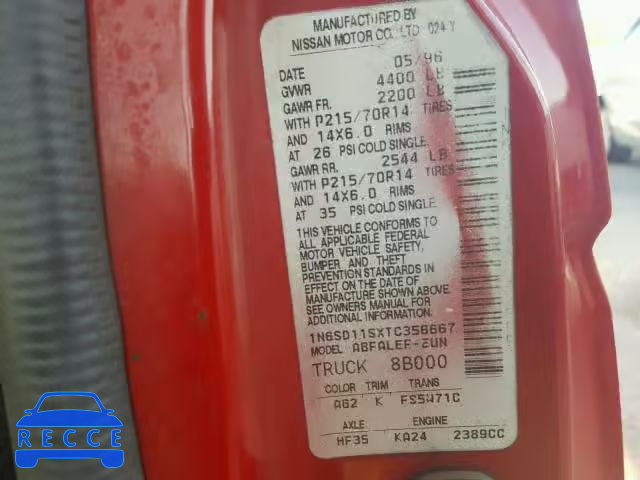 MANUFACTURED BY
NISSAN MOTOR CO., LTD 024Y
DATE 05/96
GVWR 4400 LB
GAWR FR. 2200 LB
WITH P215/70R14 TIRES
AND 14X6.0 RIMS
AT 26 PSI COLD SINGLE
GAWR RR. 2544 LB
WITH P215/70R14 TIRES
AND 14X6.0 RIMS
AT 35 PSI COLD SINGLE
THIS VEHICLE CONFORMS TO
ALL APPLICABLE FEDERAL
MOTOR VEHICLE SAFETY,
BUMPER AND THEFT
PREVENTION STANDARDS IN
EFFECT ON THE DATE OF
MANUFACTURE SHOWN ABOVE.
SEE OWNERS MANUAL FOR
ADDITIONAL INFORMATION
1N6SD11SXTC356667
MODEL ABFALEF-EUN
TRUCK 8B000
COLOR TRIM TRANS
AG2 K FS5W71C
AXLE ENGINE
HF35 KA24 2389CC
RECCE